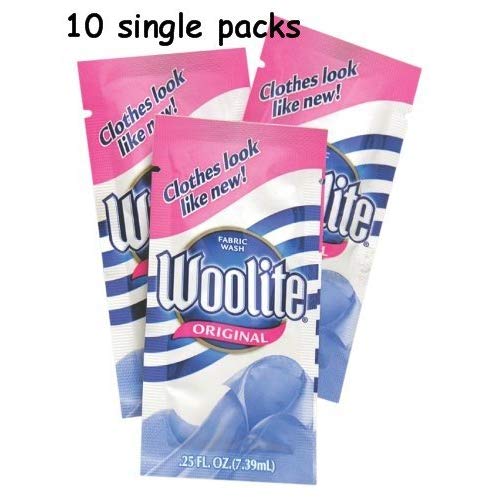 10 single packs
Clothes look
like new!
Clothes look
like new!
Clothes look
like new!
FABRIC
WASH
Woolite®
ORIGINAL
.25 FL. OZ.(7.39mL)